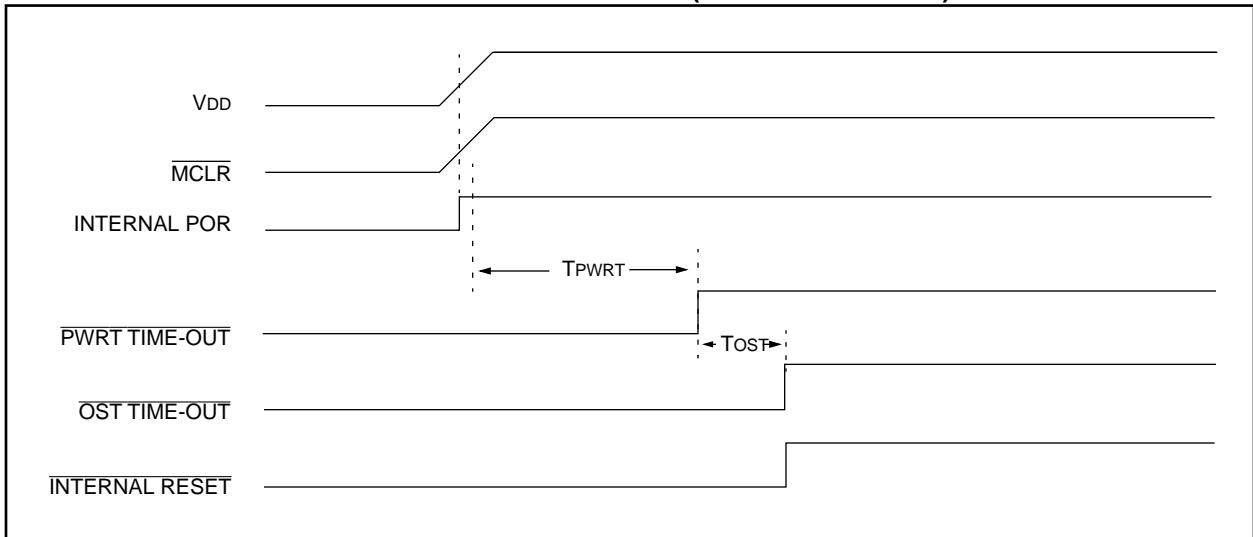 VDD
MCLR
INTERNAL POR
TPWRT
PWRT TIME-OUT
TOST
OST TIME-OUT
INTERNAL RESET